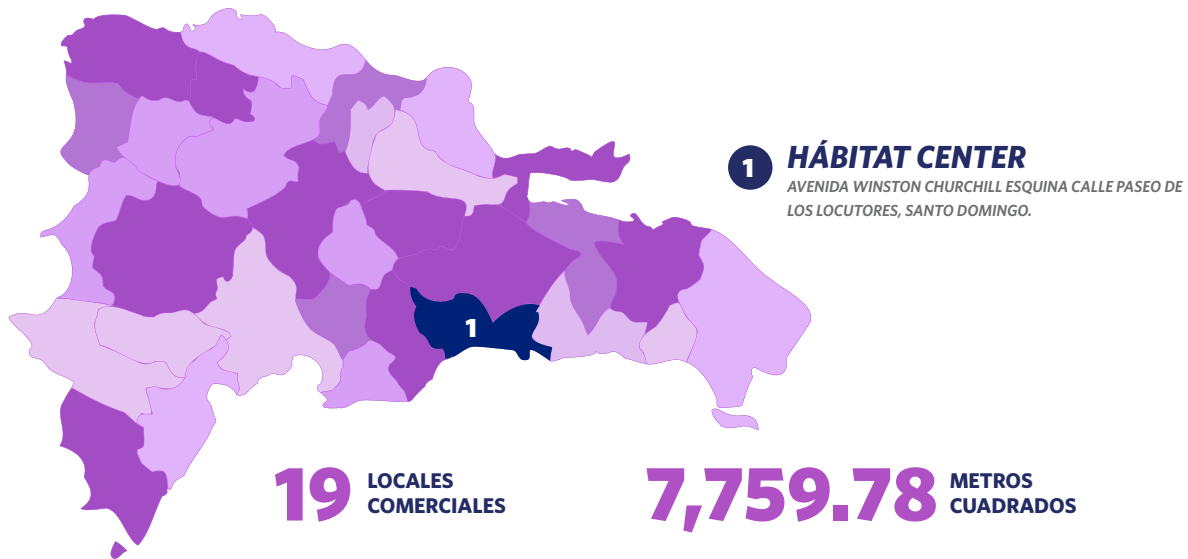 1
HÁBITAT CENTER
AVENIDA WINSTON CHURCHILL ESQUINA CALLE PASEO DE
LOS LOCUTORES, SANTO DOMINGO.
1
19 LOCALES
COMERCIALES
7,759.78 METROS
CUADRADOS